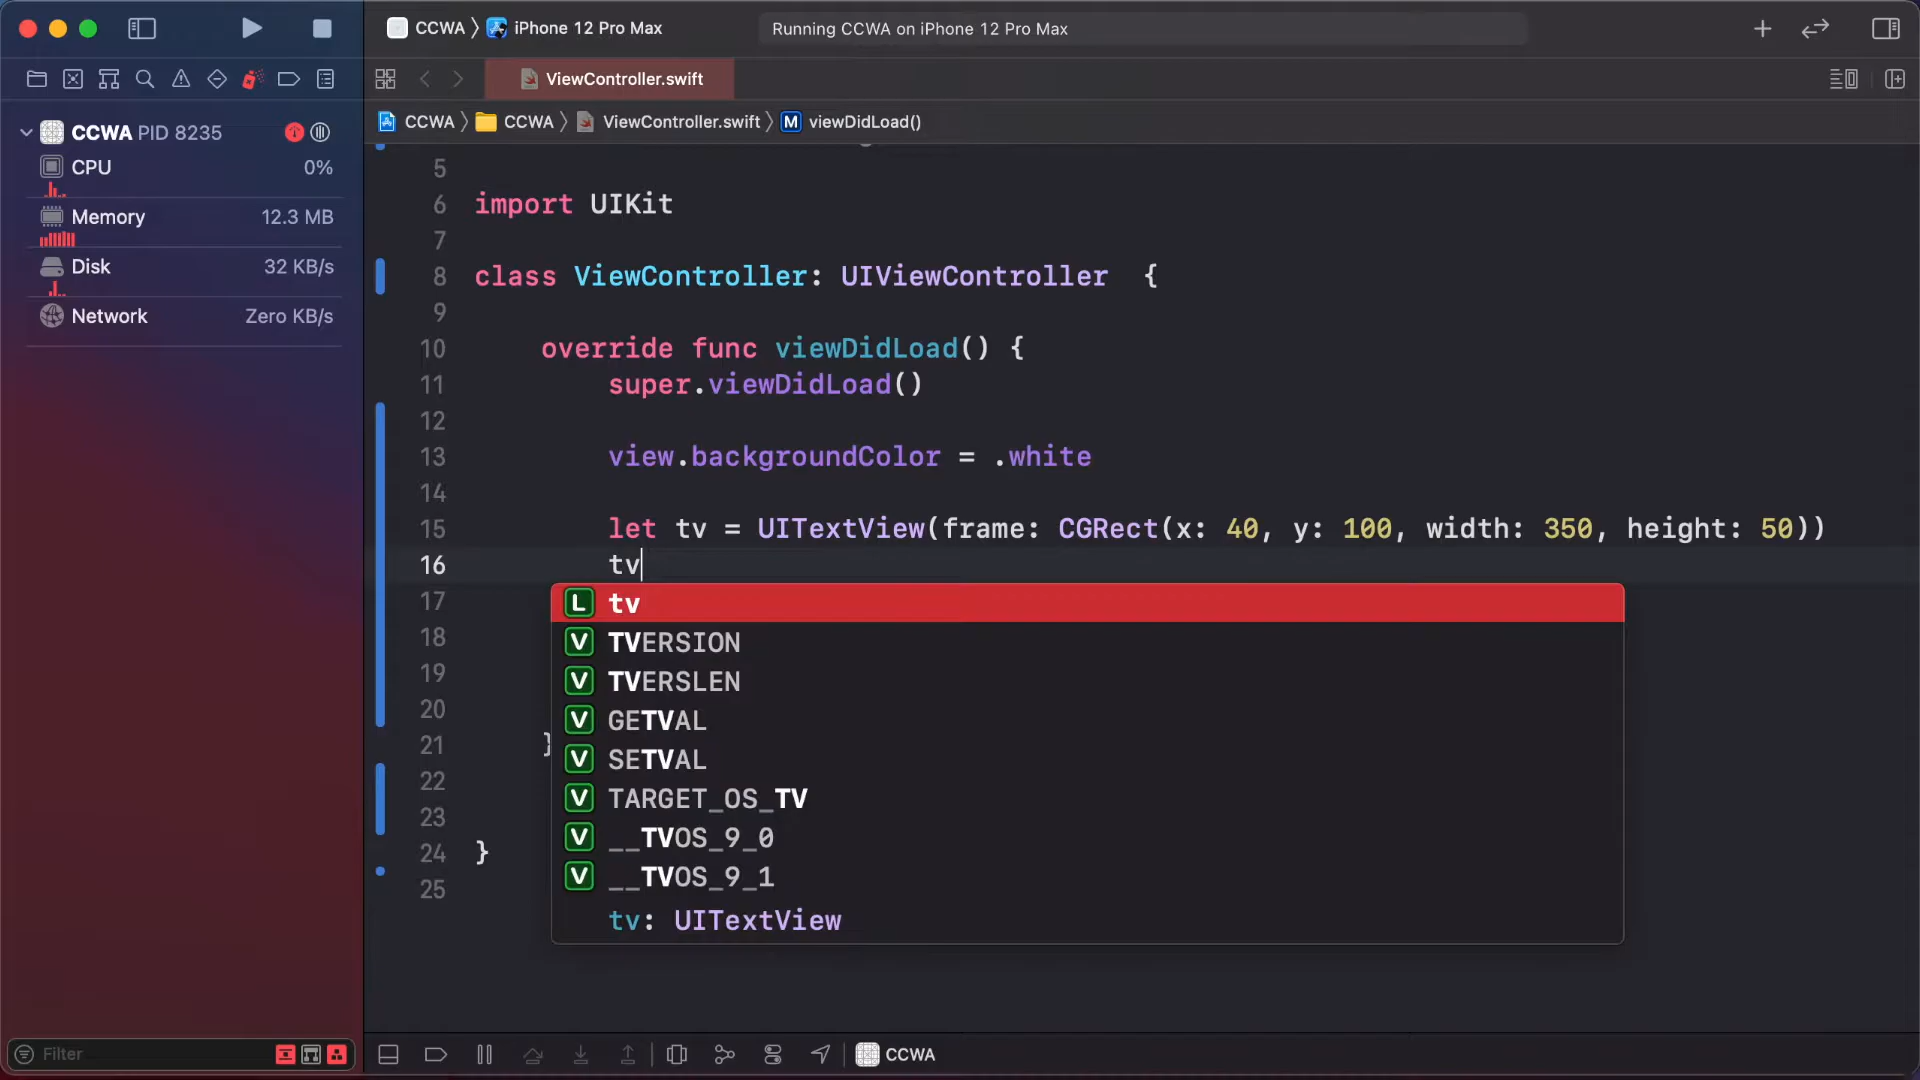 CCWA 〉 iPhone 12 Pro Max
Running CCWA on iPhone 12 Pro Max
ViewController.swift
CCWA 〉 CCWA 〉 ViewController.swift 〉 M viewDidLoad()
CCWA PID 8235
CPU 0%
Memory 12.3 MB
Disk 32 KB/s
Network Zero KB/s
5
6 import UIKit
7
8 class ViewController: UIViewController {
9
10 override func viewDidLoad() {
11 super.viewDidLoad()
12
13 view.backgroundColor = .white
14
15 let tv = UITextView(frame: CGRect(x: 40, y: 100, width: 350, height: 50))
16 tv
17
18
19
20
21 }
22
23
24 }
25
L tv
V TVERSION
V TVERSLEN
V GETVAL
V SETVAL
V TARGET_OS_TV
V __TVOS_9_0
V __TVOS_9_1
tv: UITextView
Filter
CCWA